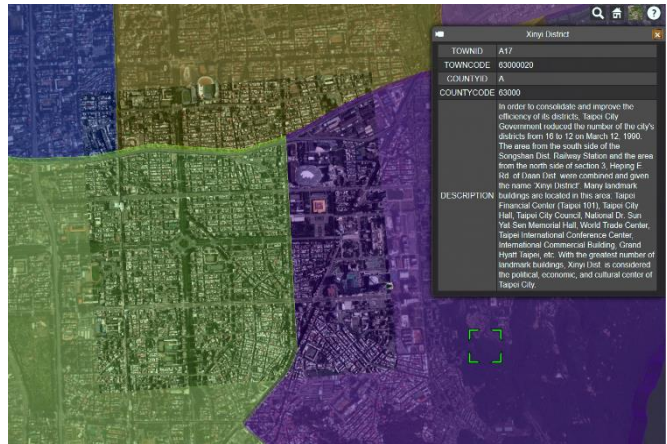 ?
Xinyi District
TOWNID A17
TOWNCODE 63000020
COUNTYID A
COUNTYCODE 63000
DESCRIPTION
In order to consolidate and improve the
efficiency of its districts, Taipei City
Government reduced the number of the city's
districts from 16 to 12 on March 12, 1990.
The area from the south side of the
Songshan Dist. Railway Station and the area
from the north side of section 3, Heping E.
Rd. of Daan Dist. were combined and given
the name 'Xinyi District'. Many landmark
buildings are located in this area: Taipei
Financial Center (Taipei 101), Taipei City
Hall, Taipei City Council, National Dr. Sun
Yat-Sen Memorial Hall, World Trade Center,
Taipei International Conference Center,
International Commercial Building, Grand
Hyatt Taipei, etc. With the greatest number of
landmark buildings, Xinyi Dist. is considered
the political, economic, and cultural center of
Taipei City.